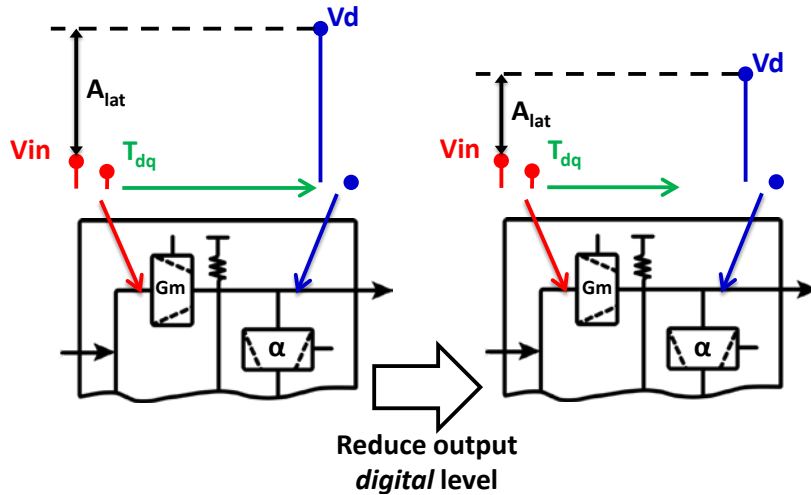 Vd
A_lat
Vin
T_dq
Gm
α
Vd
A_lat
Vin
T_dq
Gm
α
Reduce output
digital level